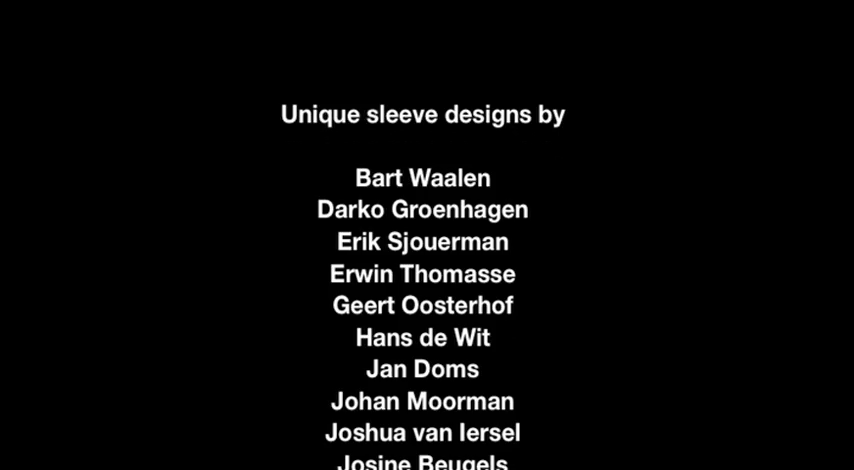 Unique sleeve designs by
Bart Waalen
Darko Groenhagen
Erik Sjouerman
Erwin Thomasse
Geert Oosterhof
Hans de Wit
Jan Doms
Johan Moorman
Joshua van Iersel
Josine Beugels